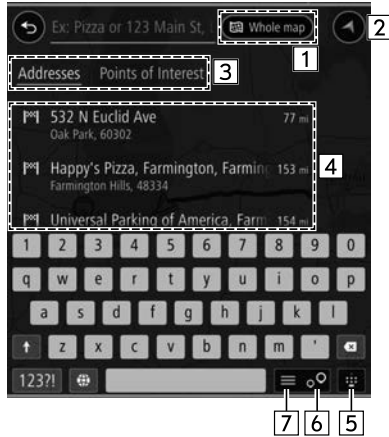 Ex: Pizza or 123 Main St, . Whole map
2
1
Addresses Points of Interest 3
532 N Euclid Ave 77 mi
Oak Park, 60302
Happy's Pizza, Farmington, Farming 153 mi
Farmington Hills, 48334
4
Universal Parking of America, Farm 154 mi
1 2 3 4 5 6 7 8 9 0
q w e r t y u i o p
a s d f g h j k l
z x c v b n m '
123?!
7 6 5